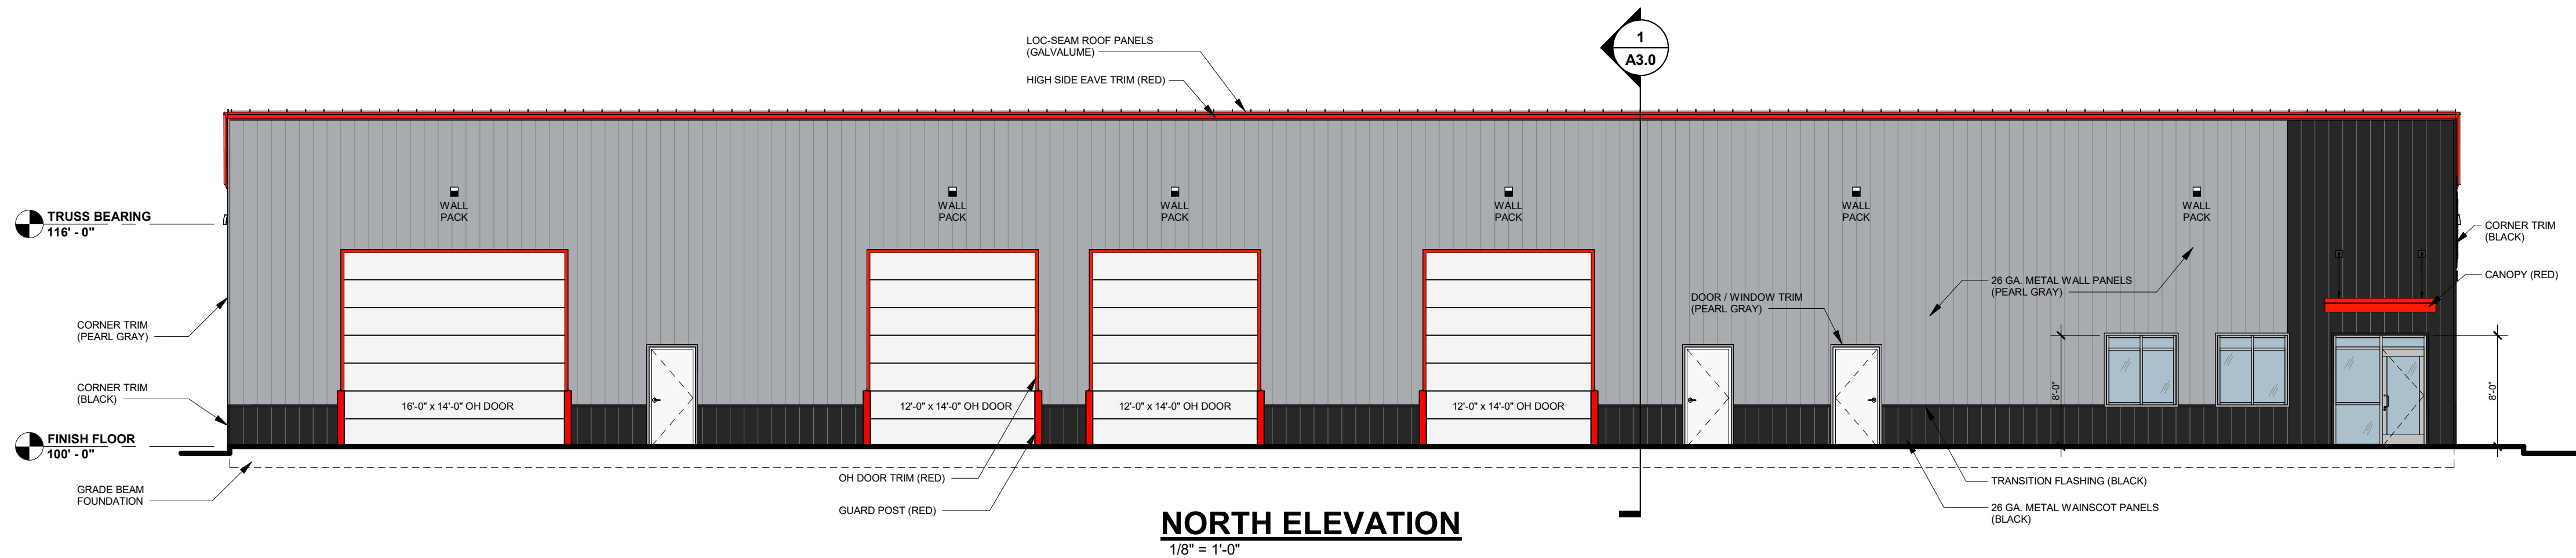 1
A3.0
LOC-SEAM ROOF PANELS
(GALVALUME)
HIGH SIDE EAVE TRIM (RED)
WALL
PACK
WALL
PACK
WALL
PACK
WALL
PACK
WALL
PACK
WALL
PACK
TRUSS BEARING
116' - 0"
CORNER TRIM
(BLACK)
CANOPY (RED)
26 GA. METAL WALL PANELS
(PEARL GRAY)
DOOR / WINDOW TRIM
(PEARL GRAY)
CORNER TRIM
(PEARL GRAY)
CORNER TRIM
(BLACK)
8'-0"
8'-0"
16'-0" x 14'-0" OH DOOR
12'-0" x 14'-0" OH DOOR
12'-0" x 14'-0" OH DOOR
12'-0" x 14'-0" OH DOOR
FINISH FLOOR
100' - 0"
GRADE BEAM
FOUNDATION
OH DOOR TRIM (RED)
GUARD POST (RED)
TRANSITION FLASHING (BLACK)
26 GA. METAL WAINSCOT PANELS
(BLACK)
NORTH ELEVATION
1/8" = 1'-0"